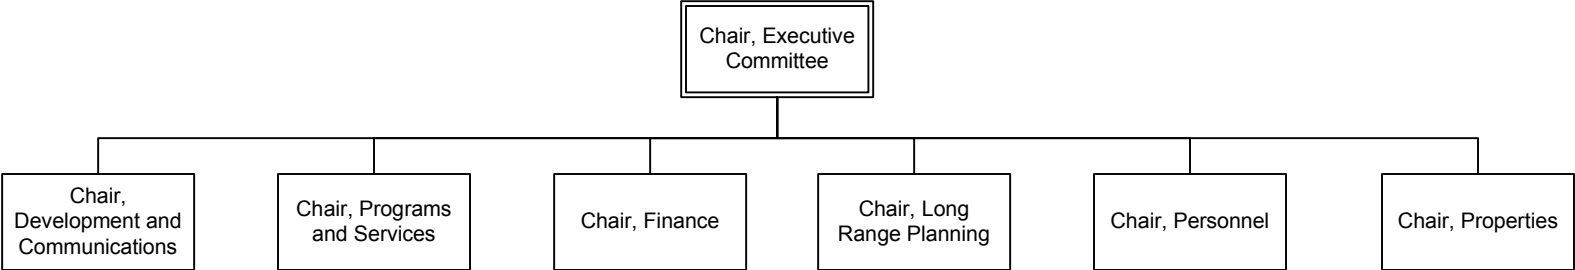 Chair, Executive
Committee
Chair,
Development and
Communications
Chair, Programs
and Services
Chair, Finance
Chair, Long
Range Planning
Chair, Personnel
Chair, Properties